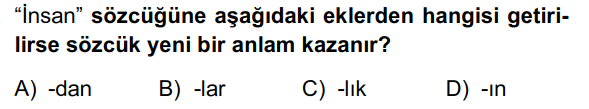 “İnsan” sözcüğüne aşağıdaki eklerden hangisi getiri-
lirse sözcük yeni bir anlam kazanır?
A) -dan B) -lar C) -lık D) -ın